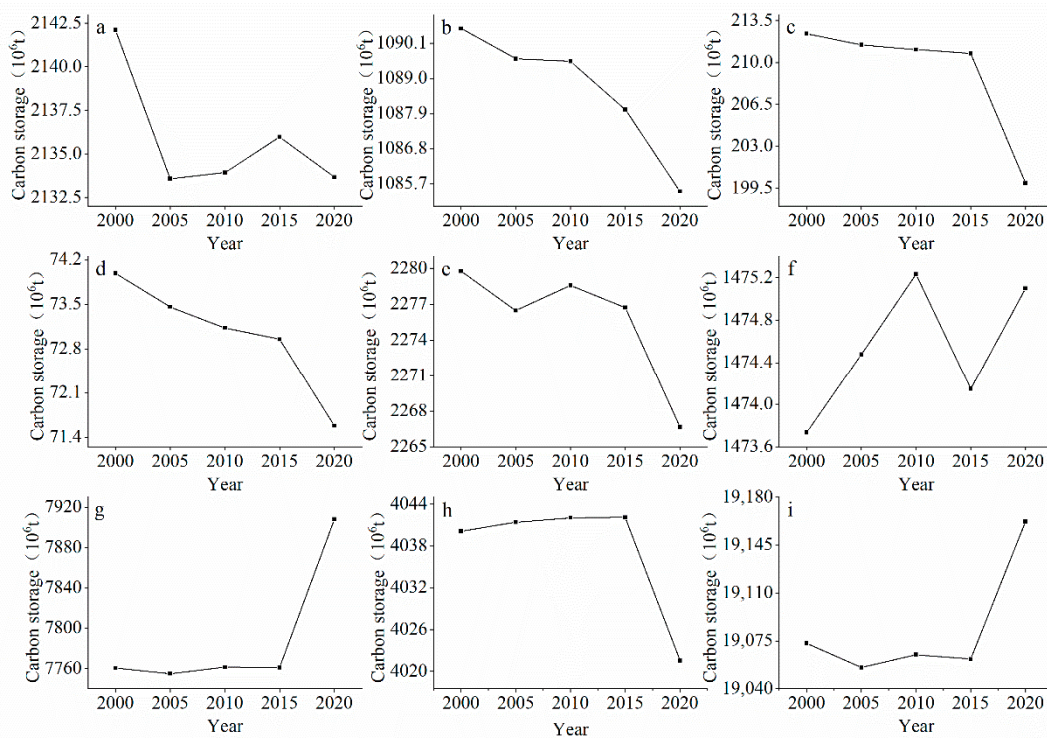 a
Carbon storage（10⁶t）
2142.5
2140.0
2137.5
2135.0
2132.5
2000 2005 2010 2015 2020
Year
b
Carbon storage（10⁶t）
1090.1
1089.0
1087.9
1086.8
1085.7
2000 2005 2010 2015 2020
Year
c
Carbon storage（10⁶t）
213.5
210.0
206.5
203.0
199.5
2000 2005 2010 2015 2020
Year
d
Carbon storage（10⁶t）
74.2
73.5
72.8
72.1
71.4
2000 2005 2010 2015 2020
Year
e
Carbon storage（10⁶t）
2280
2277
2274
2271
2268
2265
2000 2005 2010 2015 2020
Year
f
Carbon storage（10⁶t）
1475.2
1474.8
1474.4
1474.0
1473.6
2000 2005 2010 2015 2020
Year
g
Carbon storage（10⁶t）
7920
7880
7840
7800
7760
2000 2005 2010 2015 2020
Year
h
Carbon storage（10⁶t）
4044
4038
4032
4026
4020
2000 2005 2010 2015 2020
Year
i
Carbon storage（10⁶t）
19,180
19,145
19,110
19,075
19,040
2000 2005 2010 2015 2020
Year